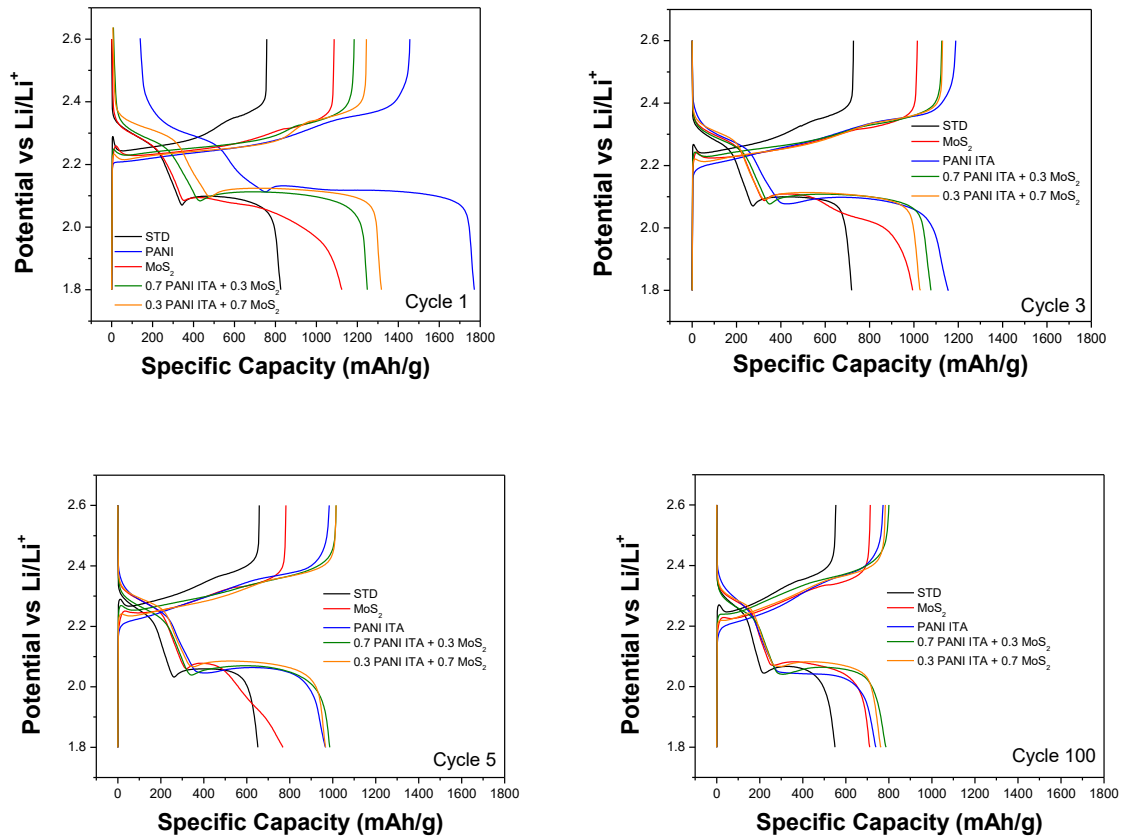 2.6
2.4
2.2
2.0
1.8
Potential vs Li/Li+
STD
PANI
MoS2
0.7 PANI ITA + 0.3 MoS2
0.3 PANI ITA + 0.7 MoS2
Cycle 1
0 200 400 600 800 1000 1200 1400 1600 1800
Specific Capacity (mAh/g)
2.6
2.4
2.2
2.0
1.8
Potential vs Li/Li+
STD
MoS2
PANI ITA
0.7 PANI ITA + 0.3 MoS2
0.3 PANI ITA + 0.7 MoS2
Cycle 3
0 200 400 600 800 1000 1200 1400 1600 1800
Specific Capacity (mAh/g)
2.6
2.4
2.2
2.0
1.8
Potential vs Li/Li+
STD
MoS2
PANI ITA
0.7 PANI ITA + 0.3 MoS2
0.3 PANI ITA + 0.7 MoS2
Cycle 5
0 200 400 600 800 1000 1200 1400 1600 1800
Specific Capacity (mAh/g)
2.6
2.4
2.2
2.0
1.8
Potential vs Li/Li+
STD
MoS2
PANI ITA
0.7 PANI ITA + 0.3 MoS2
0.3 PANI ITA + 0.7 MoS2
Cycle 100
0 200 400 600 800 1000 1200 1400 1600 1800
Specific Capacity (mAh/g)